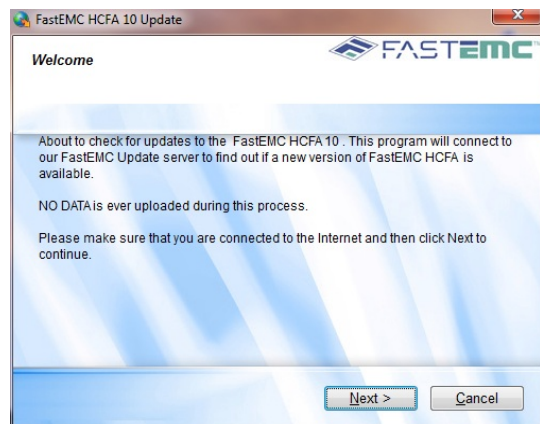 FastEMC HCFA 10 Update
FASTEMC
Welcome
About to check for updates to the FastEMC HCFA 10 . This program will connect to
our FastEMC Update server to find out if a new version of FastEMC HCFA is
available.
NO DATA is ever uploaded during this process.
Please make sure that you are connected to the Internet and then click Next to
continue.
Next >
Cancel